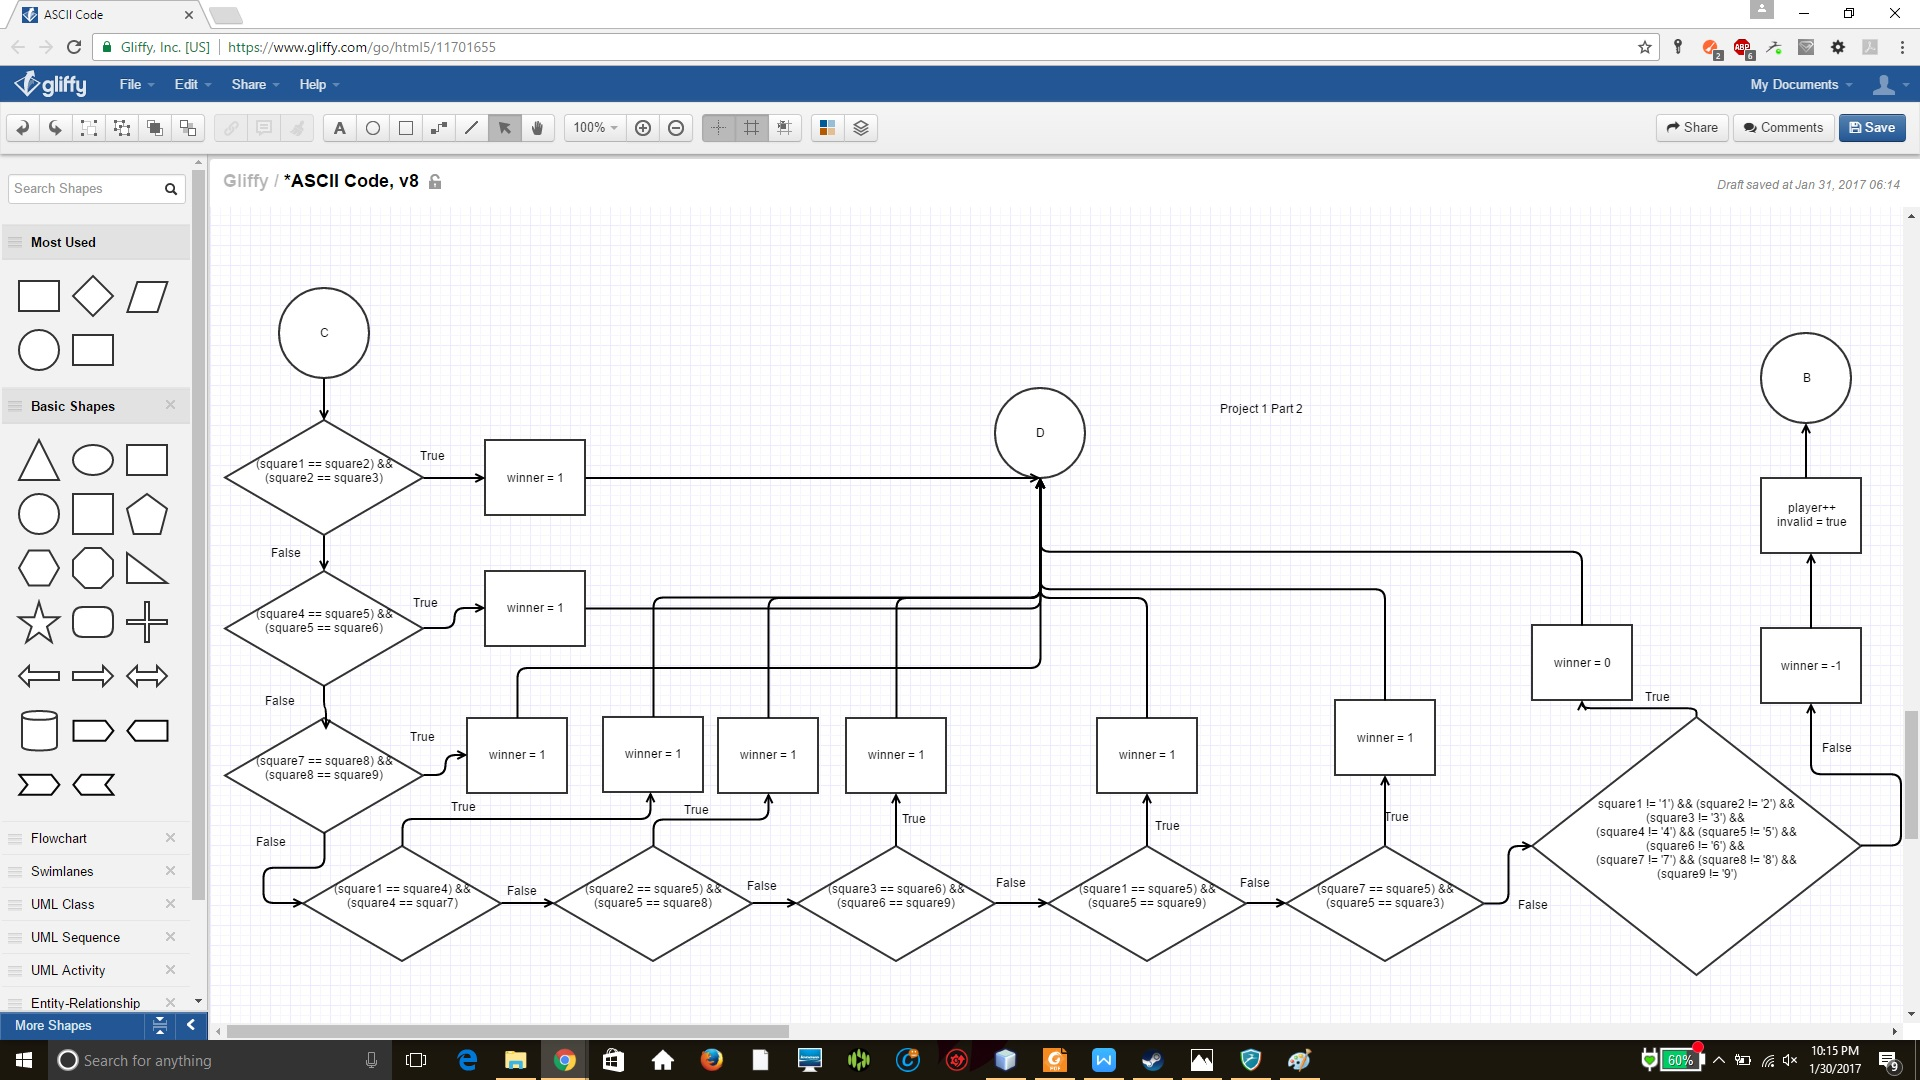 ASCII Code
Gliffy, Inc. [US]
https://www.gliffy.com/go/html5/11701655
2
ABP
6
gliffy
File
Edit
Share
Help
My Documents
A
100%
Share
Comments
Save
Search Shapes
Gliffy / *ASCII Code, v8
Draft saved at Jan 31, 2017 06:14
Most Used
Basic Shapes
Flowchart
Swimlanes
UML Class
UML Sequence
UML Activity
Entity-Relationship
More Shapes
C
(square1 == square2) &&
(square2 == square3)
True
winner = 1
False
(square4 == square5) &&
(square5 == square6)
True
winner = 1
False
(square7 == square8) &&
(square8 == square9)
True
winner = 1
False
(square1 == square4) &&
(square4 == squar7)
True
winner = 1
False
(square2 == square5) &&
(square5 == square8)
True
winner = 1
False
(square3 == square6) &&
(square6 == square9)
True
winner = 1
False
(square1 == square5) &&
(square5 == square9)
True
winner = 1
False
(square7 == square5) &&
(square5 == square3)
True
winner = 1
False
square1 != '1') && (square2 != '2') &&
(square3 != '3') &&
(square4 != '4') && (square5 != '5') &&
(square6 != '6') &&
(square7 != '7') && (square8 != '8') &&
(square9 != '9')
True
winner = 0
False
winner = -1
player++
invalid = true
B
D
Project 1 Part 2
Search for anything
60%
10:15 PM
1/30/2017
9